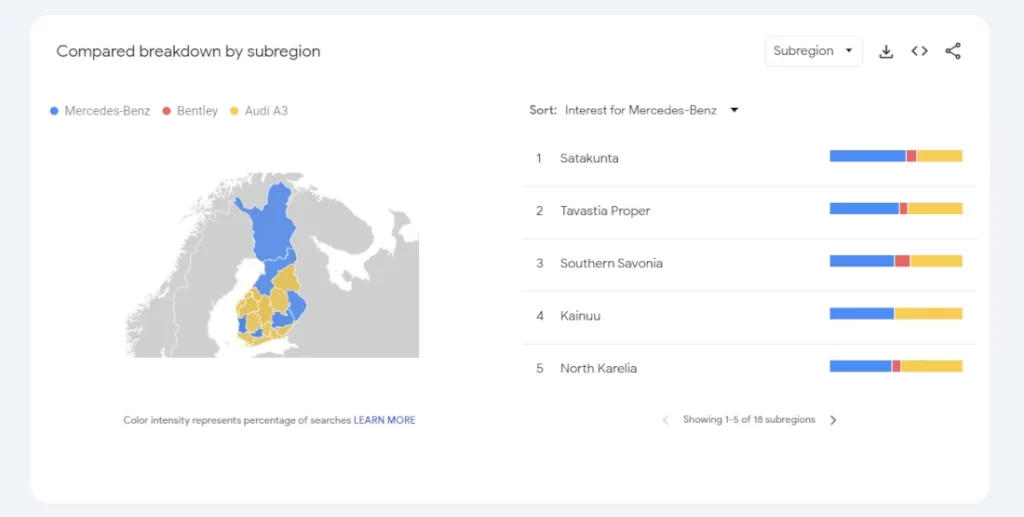 Compared breakdown by subregion
Subregion
Mercedes-Benz Bentley Audi A3
Sort: Interest for Mercedes-Benz
1 Satakunta
2 Tavastia Proper
3 Southern Savonia
4 Kainuu
5 North Karelia
Color intensity represents percentage of searches LEARN MORE
Showing 1-5 of 18 subregions